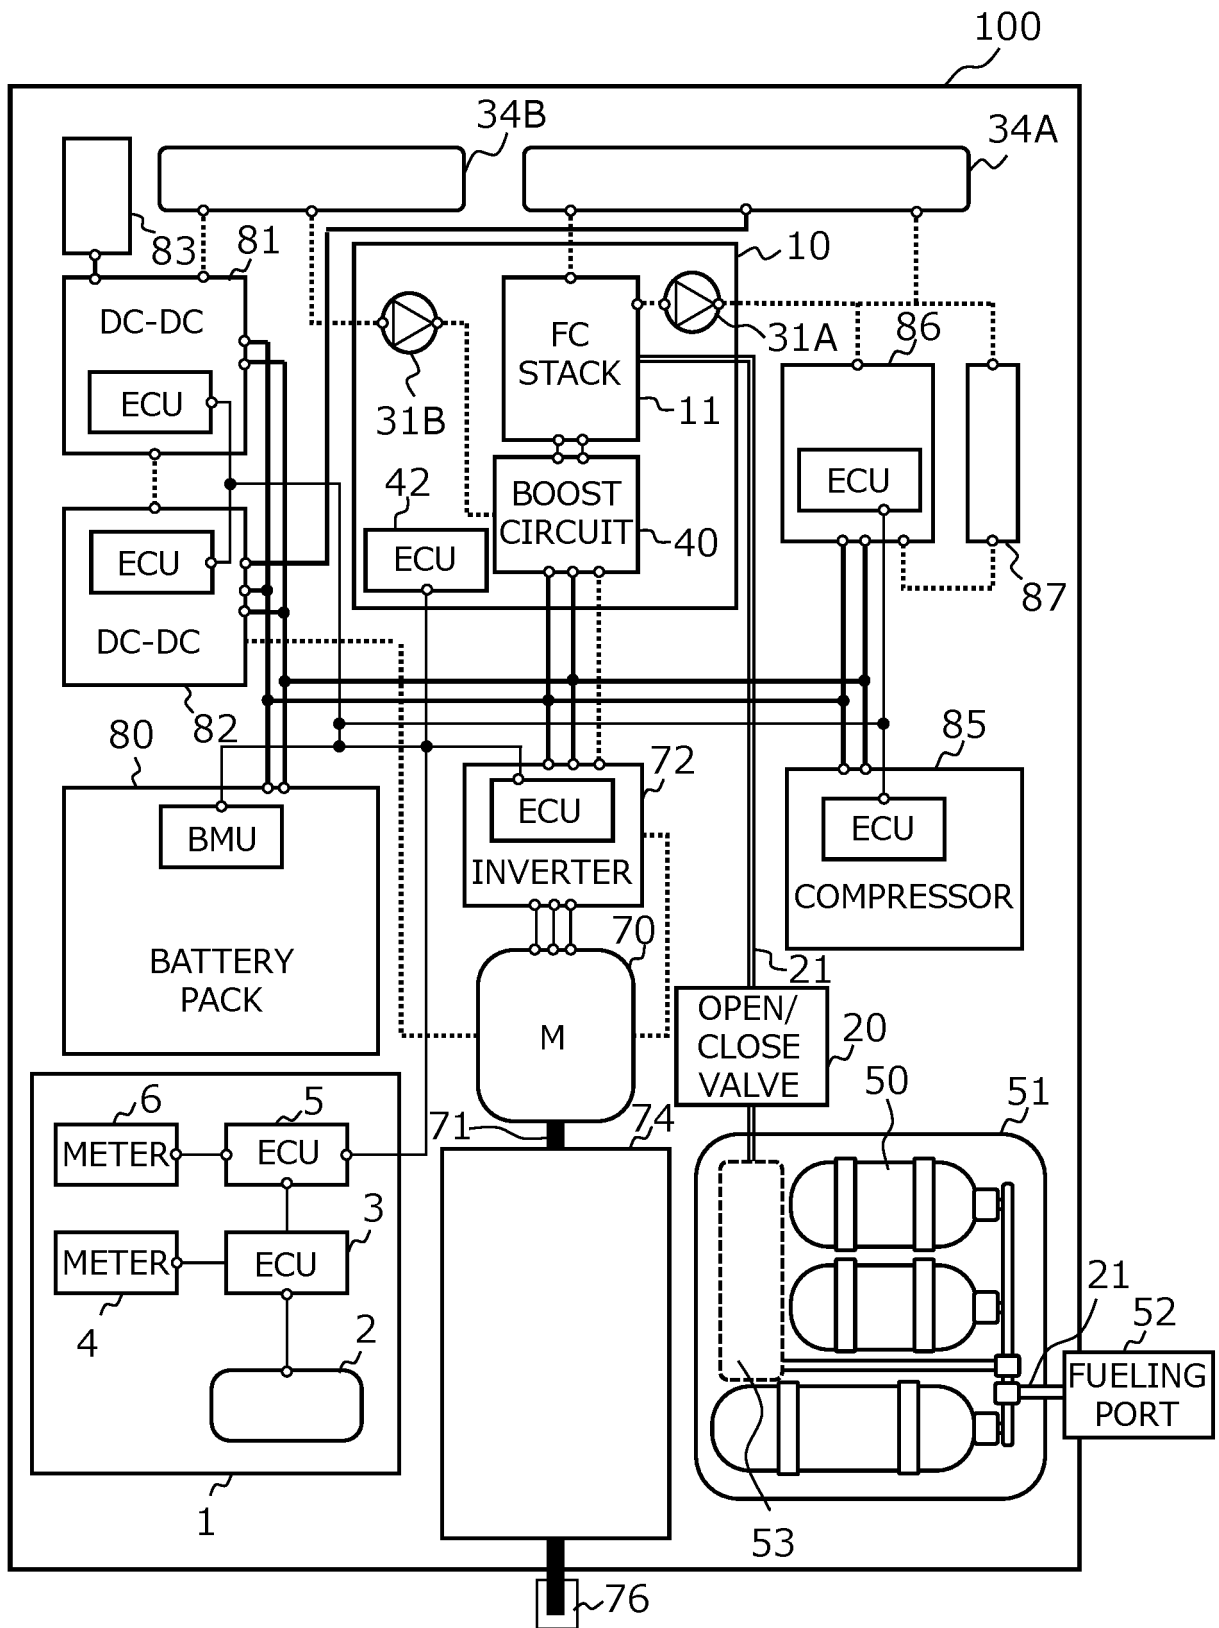 100
34B
34A
83
81
10
DC-DC
FC
STACK
31A
86
ECU
31B
11
42
BOOST
CIRCUIT
ECU
ECU
ECU
40
87
DC-DC
82
80
72
85
BMU
ECU
ECU
INVERTER
COMPRESSOR
70
BATTERY
PACK
21
OPEN/
CLOSE
VALVE
20
M
50
51
6
5
71
74
METER
ECU
3
METER
ECU
4
2
21
52
FUELING
PORT
1
53
76